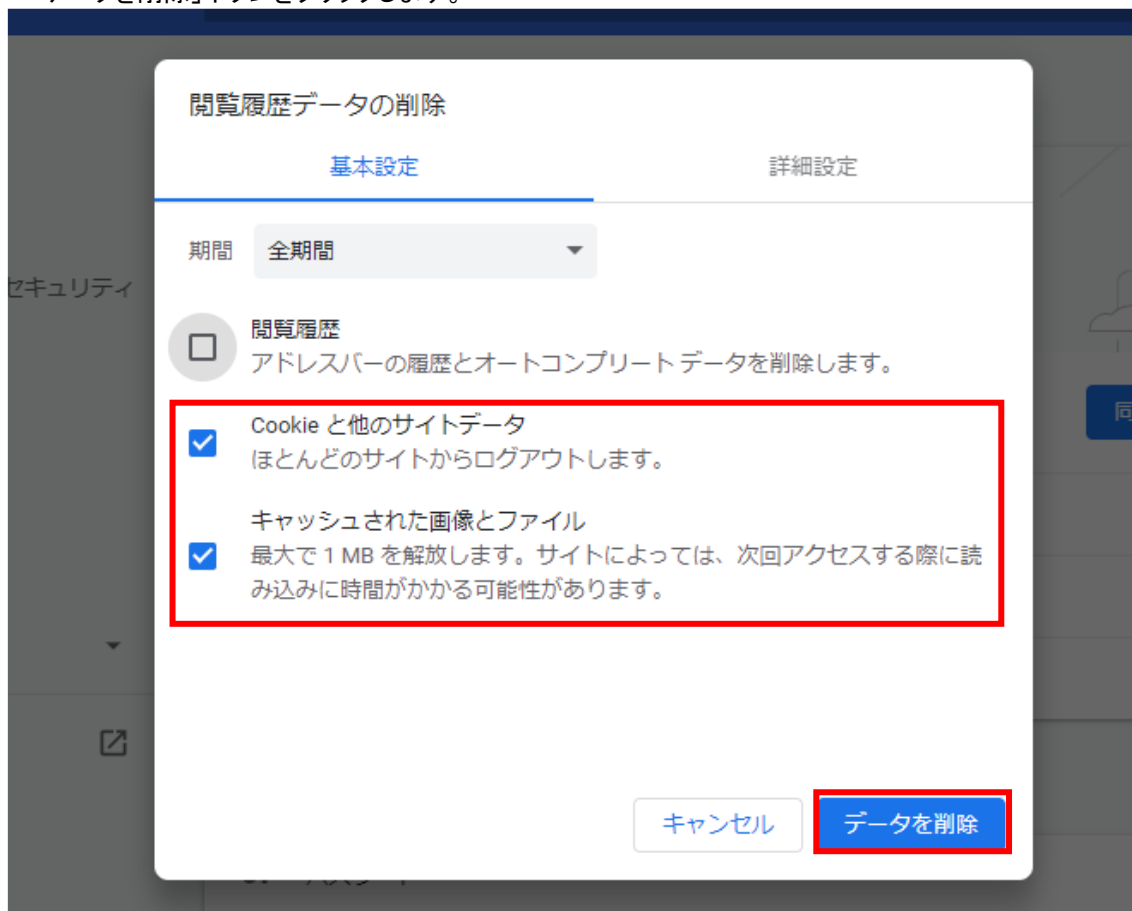 閲覧履歴データの削除
基本設定
詳細設定
期間
全期間
セキュリティ
閲覧履歴
アドレスバーの履歴とオートコンプリート データを削除します。
Cookie と他のサイトデータ
ほとんどのサイトからログアウトします。
キャッシュされた画像とファイル
最大で 1 MB を解放します。サイトによっては、次回アクセスする際に読
み込みに時間がかかる可能性があります。
キャンセル
データを削除